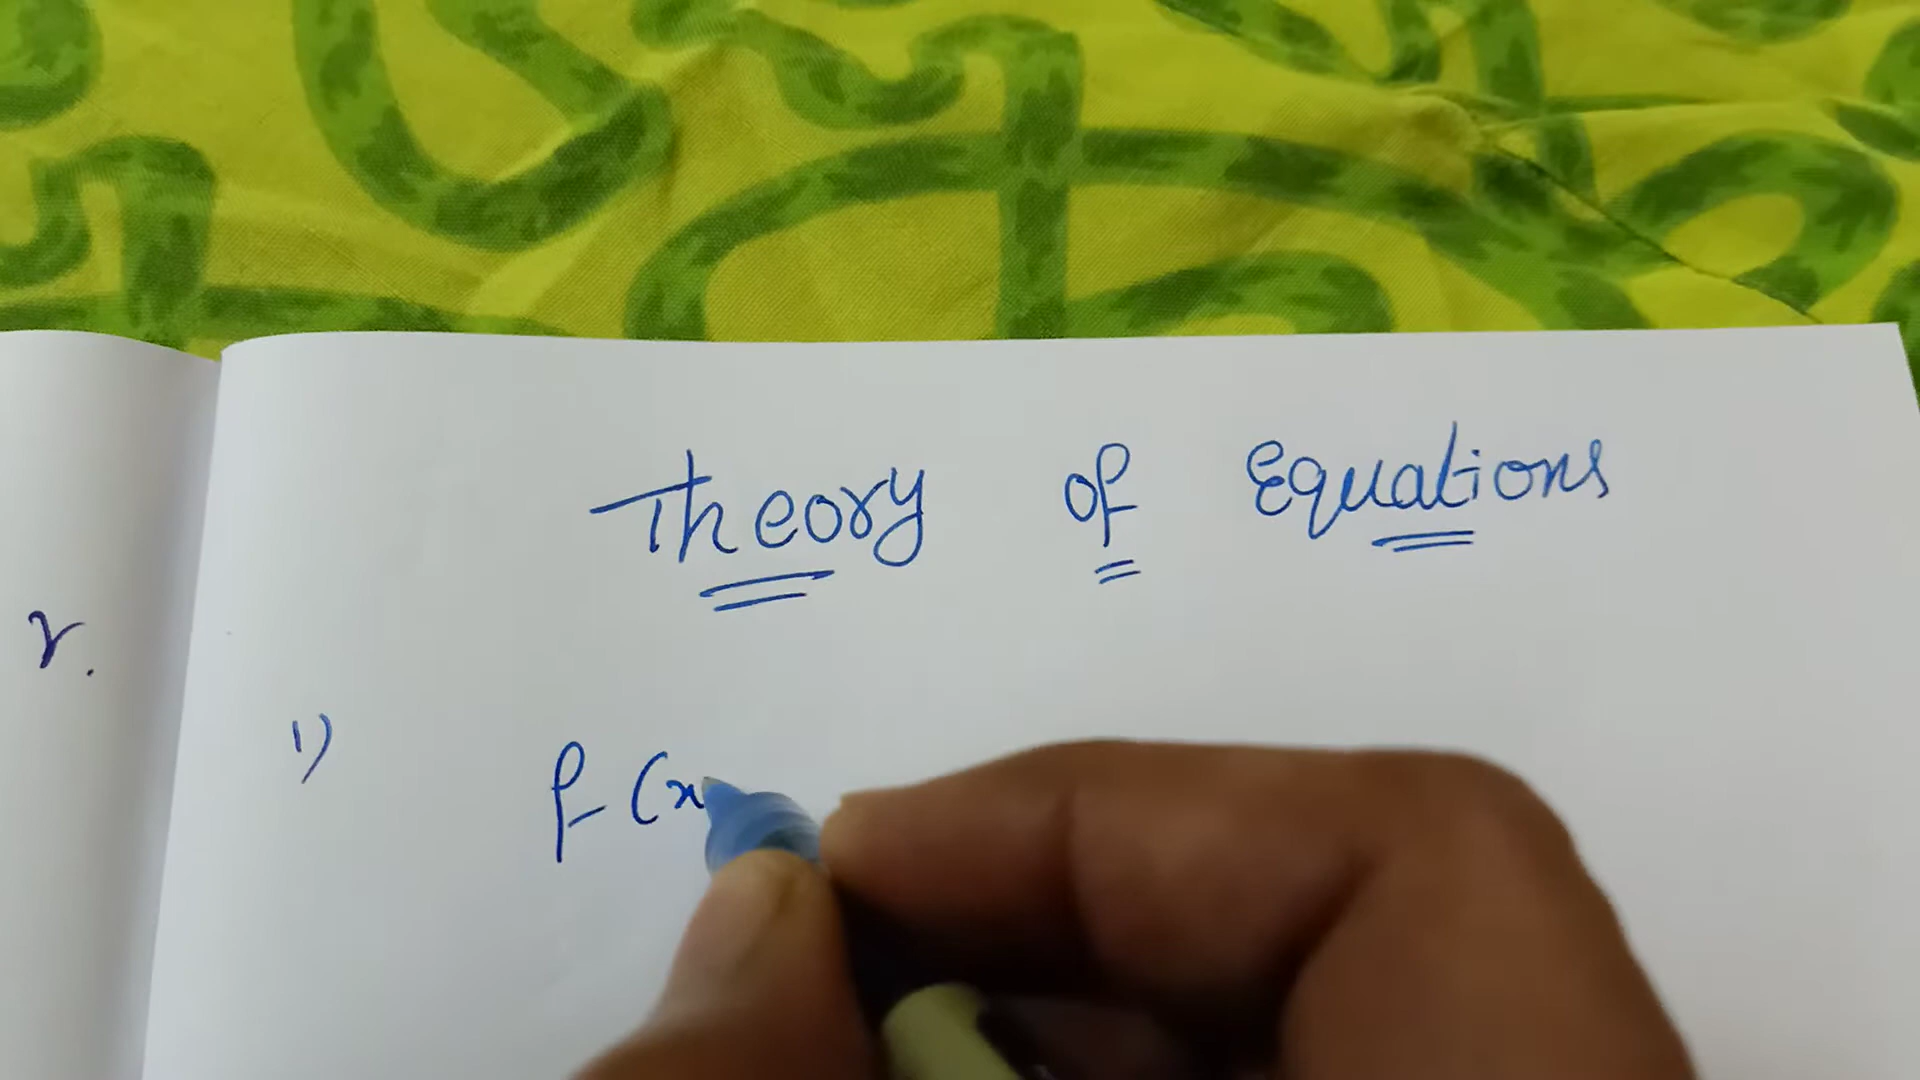 Theory of Equations
r.
1) f(x